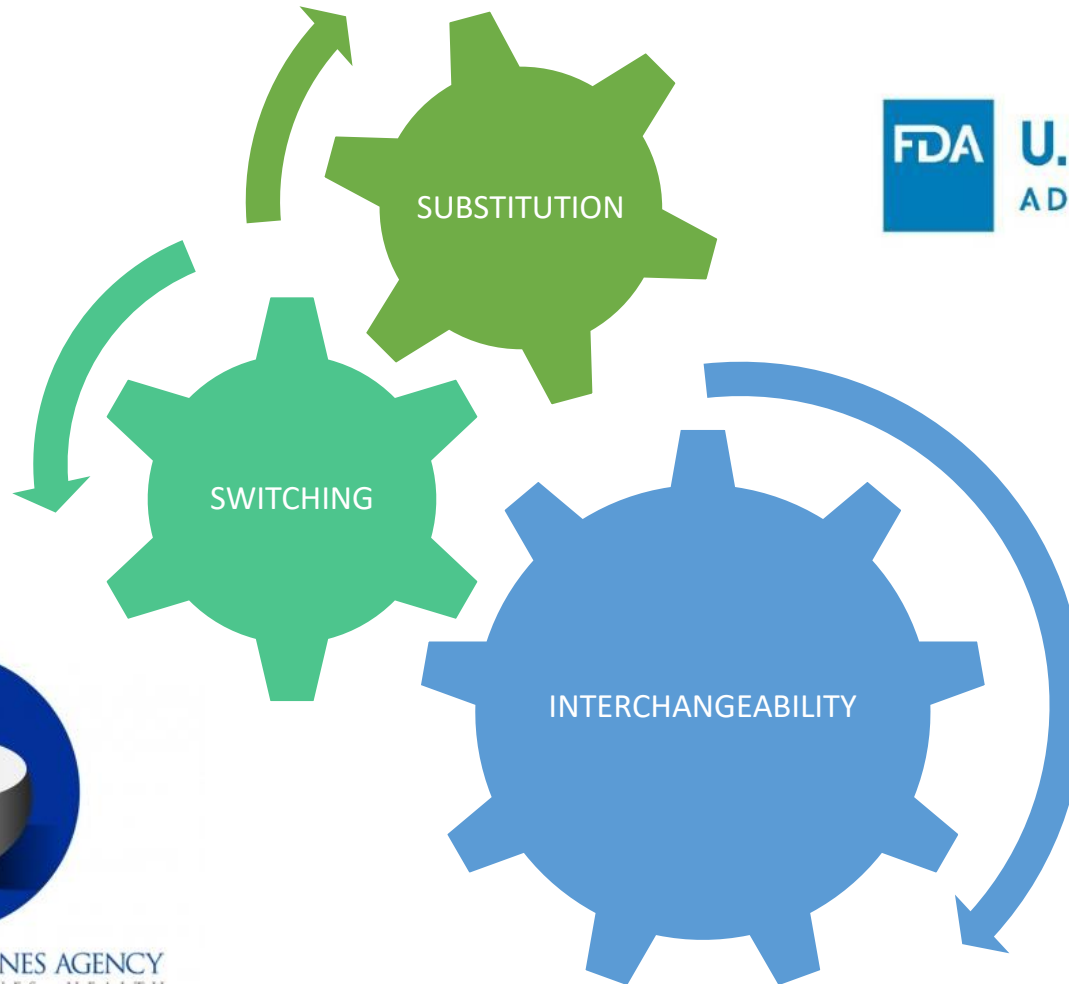 SUBSTITUTION
FDA U.
AD
SWITCHING
INTERCHANGEABILITY
NES AGENCY